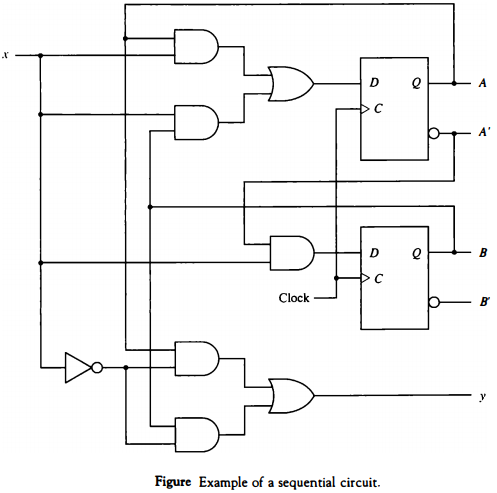 x
D Q A
C
A'
D Q B
C
Clock
B'
y
Figure Example of a sequential circuit.